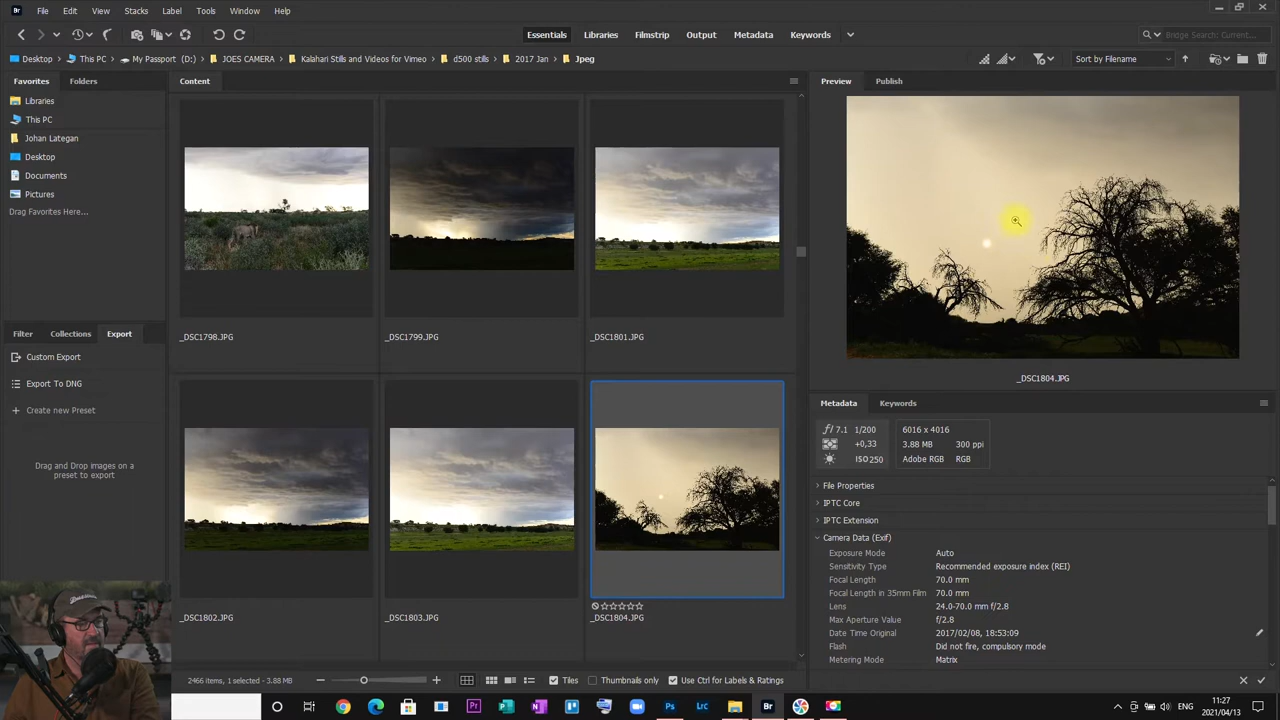 Br File Edit View Stacks Label Tools Window Help
Essentials Libraries Filmstrip Output Metadata Keywords Bridge Search: Current...
Desktop This PC My Passport (D:) JOES CAMERA Kalahari Stills and Videos for Vimeo d500 stills 2017 Jan Jpeg Sort by Filename
Favorites Folders Content Preview Publish
Libraries
This PC
Johan Lategan
Desktop
Documents
Pictures
Drag Favorites Here...
_DSC1798.JPG _DSC1799.JPG _DSC1801.JPG
Filter Collections Export
Custom Export
Export To DNG
Create new Preset
Drag and Drop images on a
preset to export
_DSC1802.JPG _DSC1803.JPG _DSC1804.JPG
_DSC1804.JPG
Metadata Keywords
f/ 7.1 1/200 6016 x 4016
+0,33 3.88 MB 300 ppi
ISO250 Adobe RGB RGB
File Properties
IPTC Core
IPTC Extension
Camera Data (Exif)
Exposure Mode Auto
Sensitivity Type Recommended exposure index (REI)
Focal Length 70.0 mm
Focal Length in 35mm Film 70.0 mm
Lens 24.0-70.0 mm f/2.8
Max Aperture Value f/2.8
Date Time Original 2017/02/08, 18:53:09
Flash Did not fire, compulsory mode
Metering Mode Matrix
2466 items, 1 selected - 3.88 MB Tiles Thumbnails only Use Ctrl for Labels & Ratings
Pr N Ps Lrc Br
ENG 11:27
2021/04/13